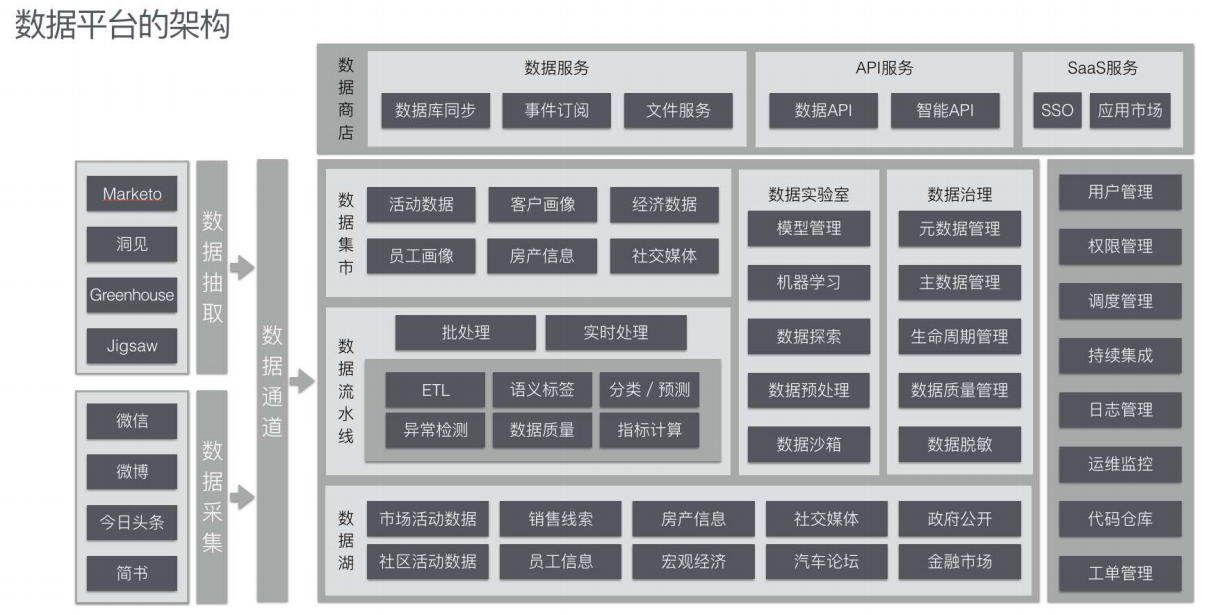 数据平台的架构
数据商店
数据服务
数据库同步
事件订阅
文件服务
API服务
数据API
智能API
SaaS服务
SSO
应用市场
Marketo
洞见
Greenhouse
Jigsaw
数据抽取
微信
微博
今日头条
简书
数据采集
数据通道
数据集市
活动数据
客户画像
经济数据
员工画像
房产信息
社交媒体
数据流水线
批处理
实时处理
ETL
语义标签
分类 / 预测
异常检测
数据质量
指标计算
数据实验室
模型管理
机器学习
数据探索
数据预处理
数据沙箱
数据治理
元数据管理
主数据管理
生命周期管理
数据质量管理
数据脱敏
数据湖
市场活动数据
销售线索
房产信息
社交媒体
政府公开
社区活动数据
员工信息
宏观经济
汽车论坛
金融市场
用户管理
权限管理
调度管理
持续集成
日志管理
运维监控
代码仓库
工单管理